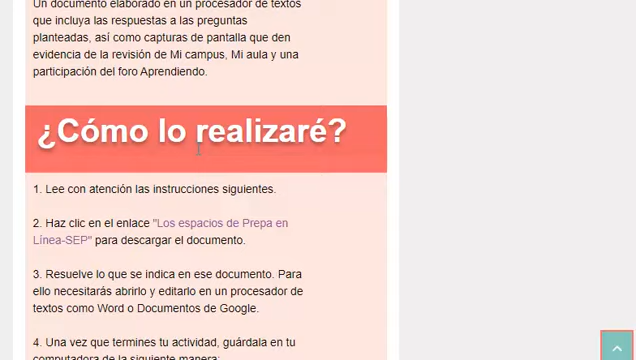 Un documento elaborado en un procesador de textos
que incluya las respuestas a las preguntas
planteadas, así como capturas de pantalla que den
evidencia de la revisión de Mi campus, Mi aula y una
participación del foro Aprendiendo.
¿Cómo lo realizaré?
1. Lee con atención las instrucciones siguientes.
2. Haz clic en el enlace "Los espacios de Prepa en
Línea-SEP" para descargar el documento.
3. Resuelve lo que se indica en ese documento. Para
ello necesitarás abrirlo y editarlo en un procesador de
textos como Word o Documentos de Google.
4. Una vez que termines tu actividad, guárdala en tu
computadora de la siguiente manera: